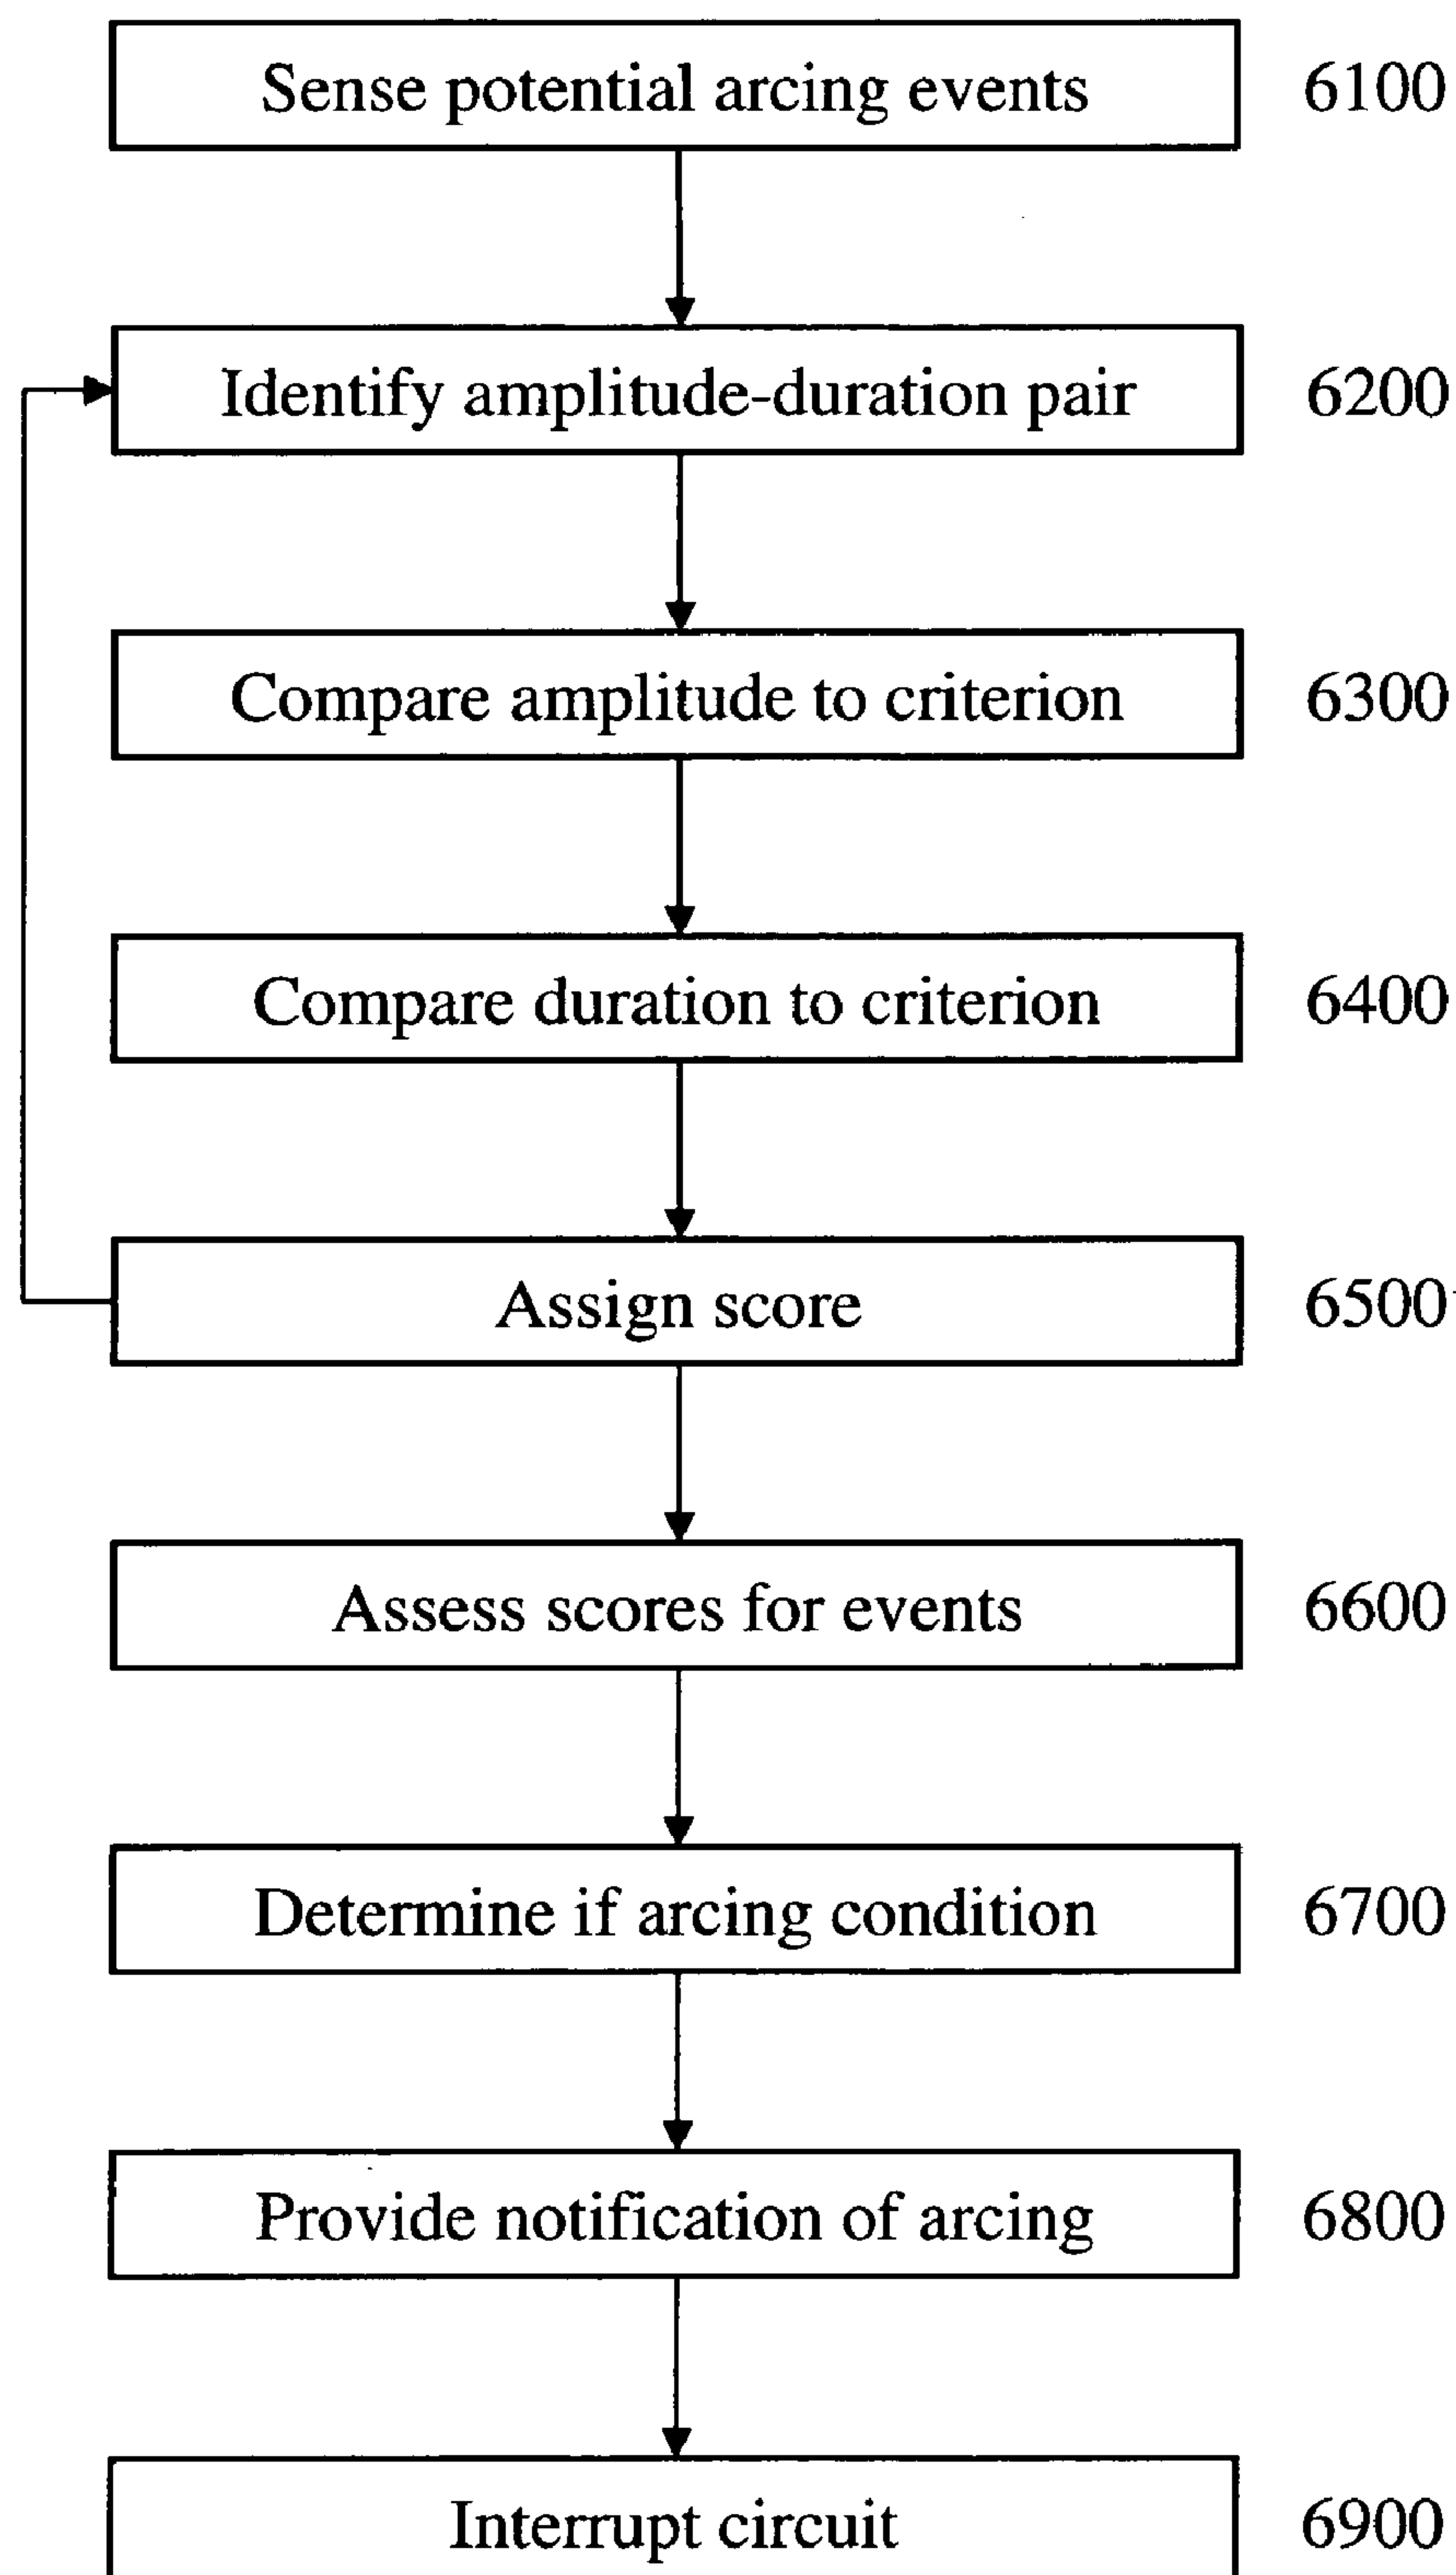 Sense potential arcing events 6100
Identify amplitude-duration pair 6200
Compare amplitude to criterion 6300
Compare duration to criterion 6400
Assign score 6500
Assess scores for events 6600
Determine if arcing condition 6700
Provide notification of arcing 6800
Interrupt circuit 6900